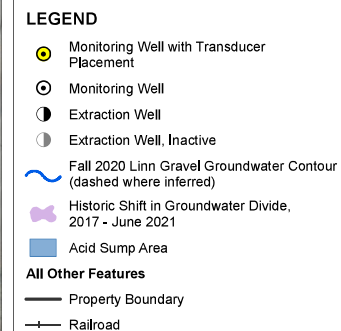 LEGEND
Monitoring Well with Transducer
Placement
Monitoring Well
Extraction Well
Extraction Well, Inactive
Fall 2020 Linn Gravel Groundwater Contour
(dashed where inferred)
Historic Shift in Groundwater Divide,
2017 - June 2021
Acid Sump Area
All Other Features
Property Boundary
Railroad